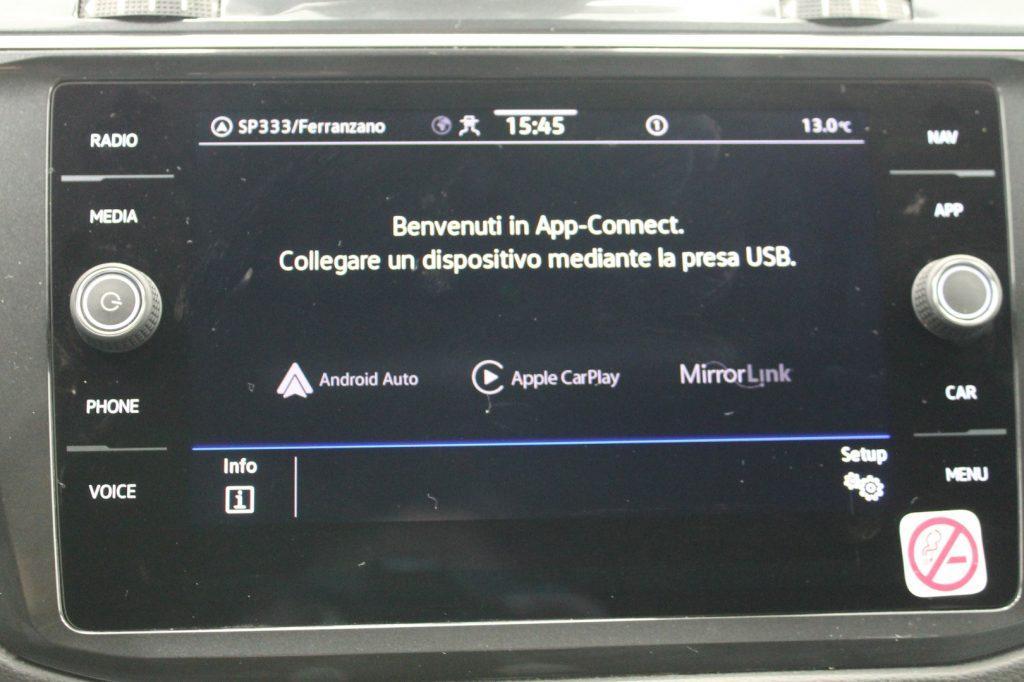 RADIO
MEDIA
PHONE
VOICE
SP333/Ferranzano
15:45
1
13.0°C
Benvenuti in App-Connect.
Collegare un dispositivo mediante la presa USB.
Android Auto
Apple CarPlay
MirrorLink
Info
i
Setup
NAV
APP
CAR
MENU